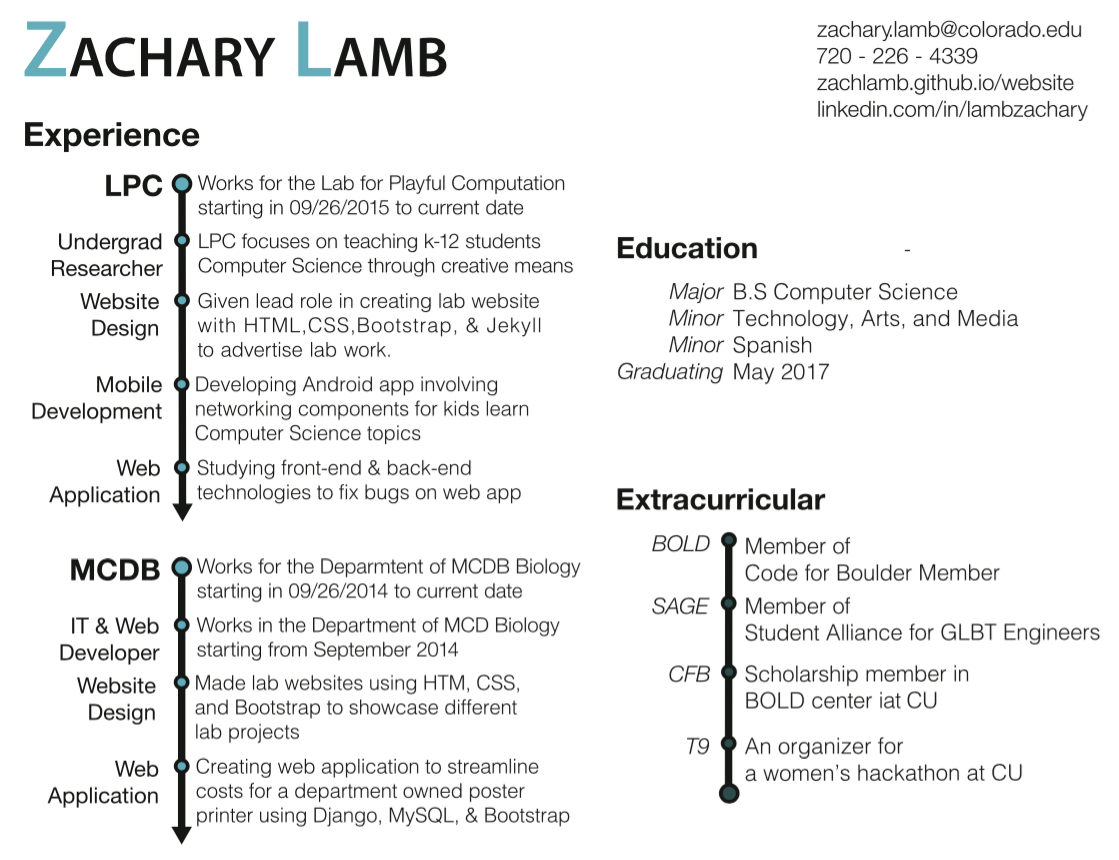 ZACHARY LAMB
zachary.lamb@colorado.edu
720 - 226 - 4339
zachlamb.github.io/website
linkedin.com/in/lambzachary
Experience
LPC
Works for the Lab for Playful Computation
starting in 09/26/2015 to current date
Undergrad
Researcher
LPC focuses on teaching k-12 students
Computer Science through creative means
Website
Design
Given lead role in creating lab website
with HTML,CSS,Bootstrap, & Jekyll
to advertise lab work.
Mobile
Development
Developing Android app involving
networking components for kids learn
Computer Science topics
Web
Application
Studying front-end & back-end
technologies to fix bugs on web app
MCDB
Works for the Deparmtent of MCDB Biology
starting in 09/26/2014 to current date
IT & Web
Developer
Works in the Department of MCD Biology
starting from September 2014
Website
Design
Made lab websites using HTM, CSS,
and Bootstrap to showcase different
lab projects
Web
Application
Creating web application to streamline
costs for a department owned poster
printer using Django, MySQL, & Bootstrap
Education -
Major B.S Computer Science
Minor Technology, Arts, and Media
Minor Spanish
Graduating May 2017
Extracurricular
BOLD
Member of
Code for Boulder Member
SAGE
Member of
Student Alliance for GLBT Engineers
CFB
Scholarship member in
BOLD center iat CU
T9
An organizer for
a women's hackathon at CU